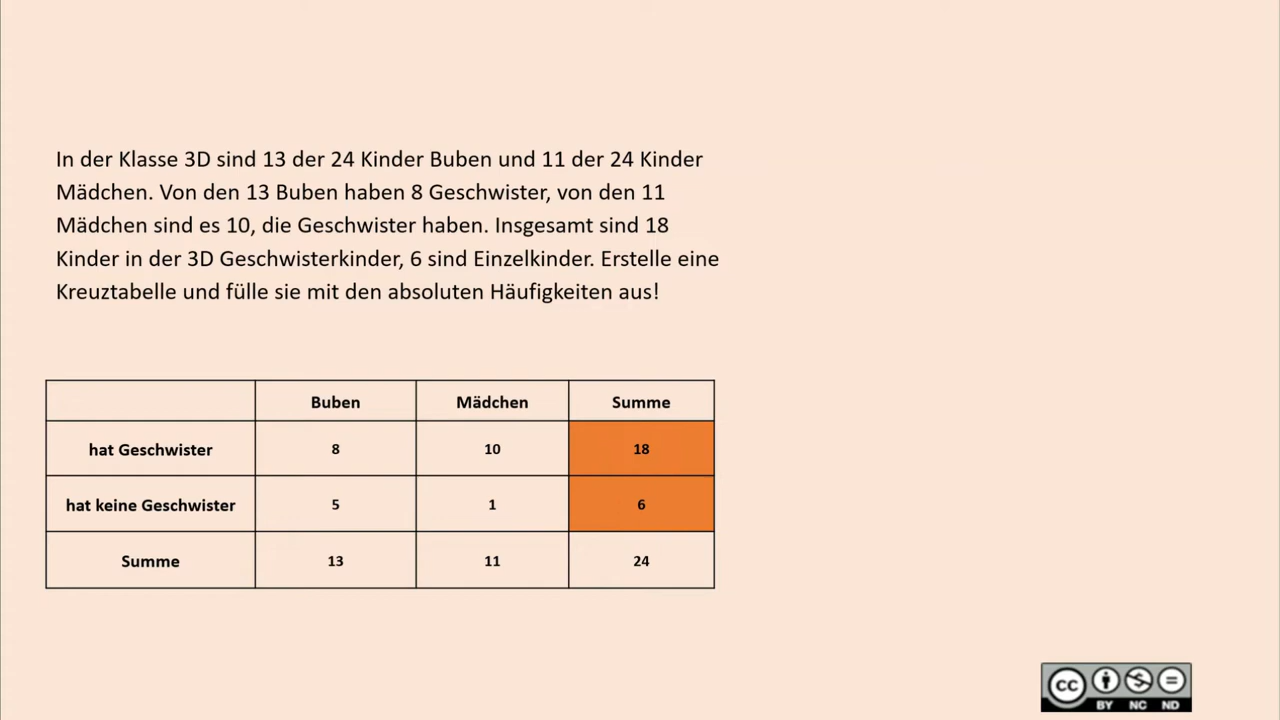 In der Klasse 3D sind 13 der 24 Kinder Buben und 11 der 24 Kinder
Mädchen. Von den 13 Buben haben 8 Geschwister, von den 11
Mädchen sind es 10, die Geschwister haben. Insgesamt sind 18
Kinder in der 3D Geschwisterkinder, 6 sind Einzelkinder. Erstelle eine
Kreuztabelle und fülle sie mit den absoluten Häufigkeiten aus!
Buben Mädchen Summe
hat Geschwister 8 10 18
hat keine Geschwister 5 1 6
Summe 13 11 24
CC BY NC ND